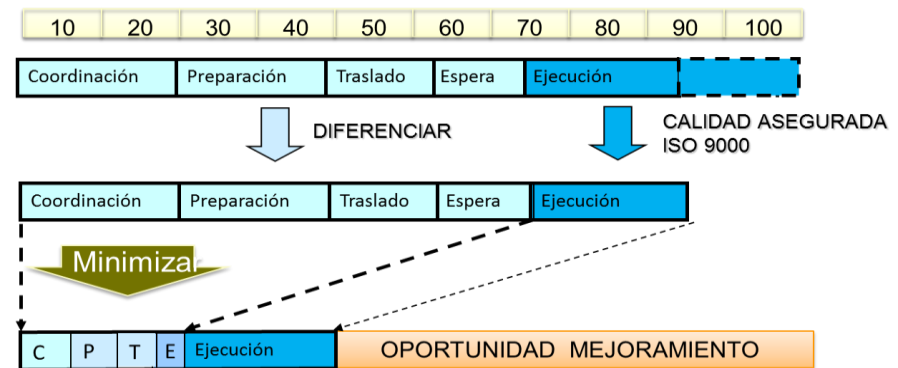 10 20 30 40 50 60 70 80 90 100
Coordinación Preparación Traslado Espera Ejecución
DIFERENCIAR
CALIDAD ASEGURADA
ISO 9000
Coordinación Preparación Traslado Espera Ejecución
Minimizar
C P T E Ejecución OPORTUNIDAD MEJORAMIENTO